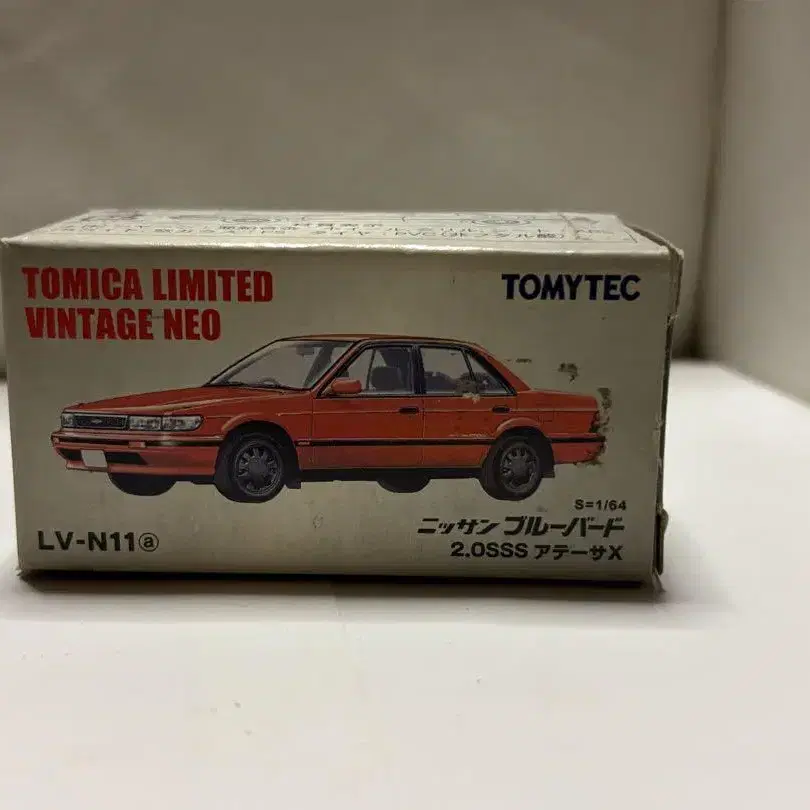 TOMICA LIMITED
VINTAGE NEO
TOMYTEC
S=1/64
LV-N11ⓐ
ニッサン ブルーバード
2.0SSS アテーサX